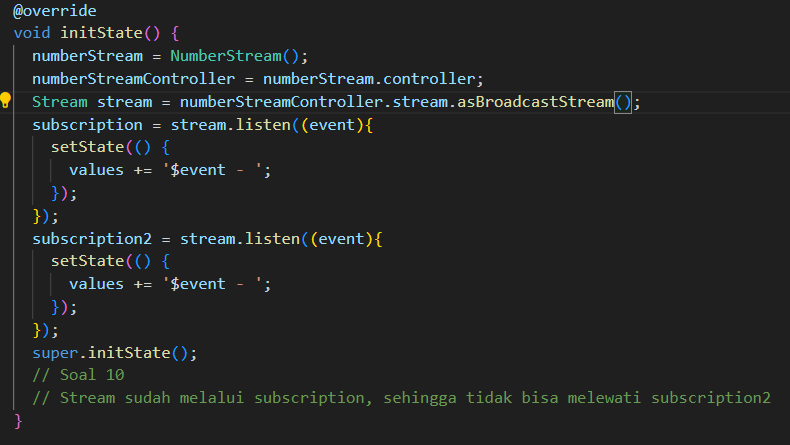 @override
void initState() {
  numberStream = NumberStream();
  numberStreamController = numberStream.controller;
  Stream stream = numberStreamController.stream.asBroadcastStream();
  subscription = stream.listen((event){
    setState(() {
      values += '$event - ';
    });
  });
  subscription2 = stream.listen((event){
    setState(() {
      values += '$event - ';
    });
  });
  super.initState();
  // Soal 10
  // Stream sudah melalui subscription, sehingga tidak bisa melewati subscription2
}